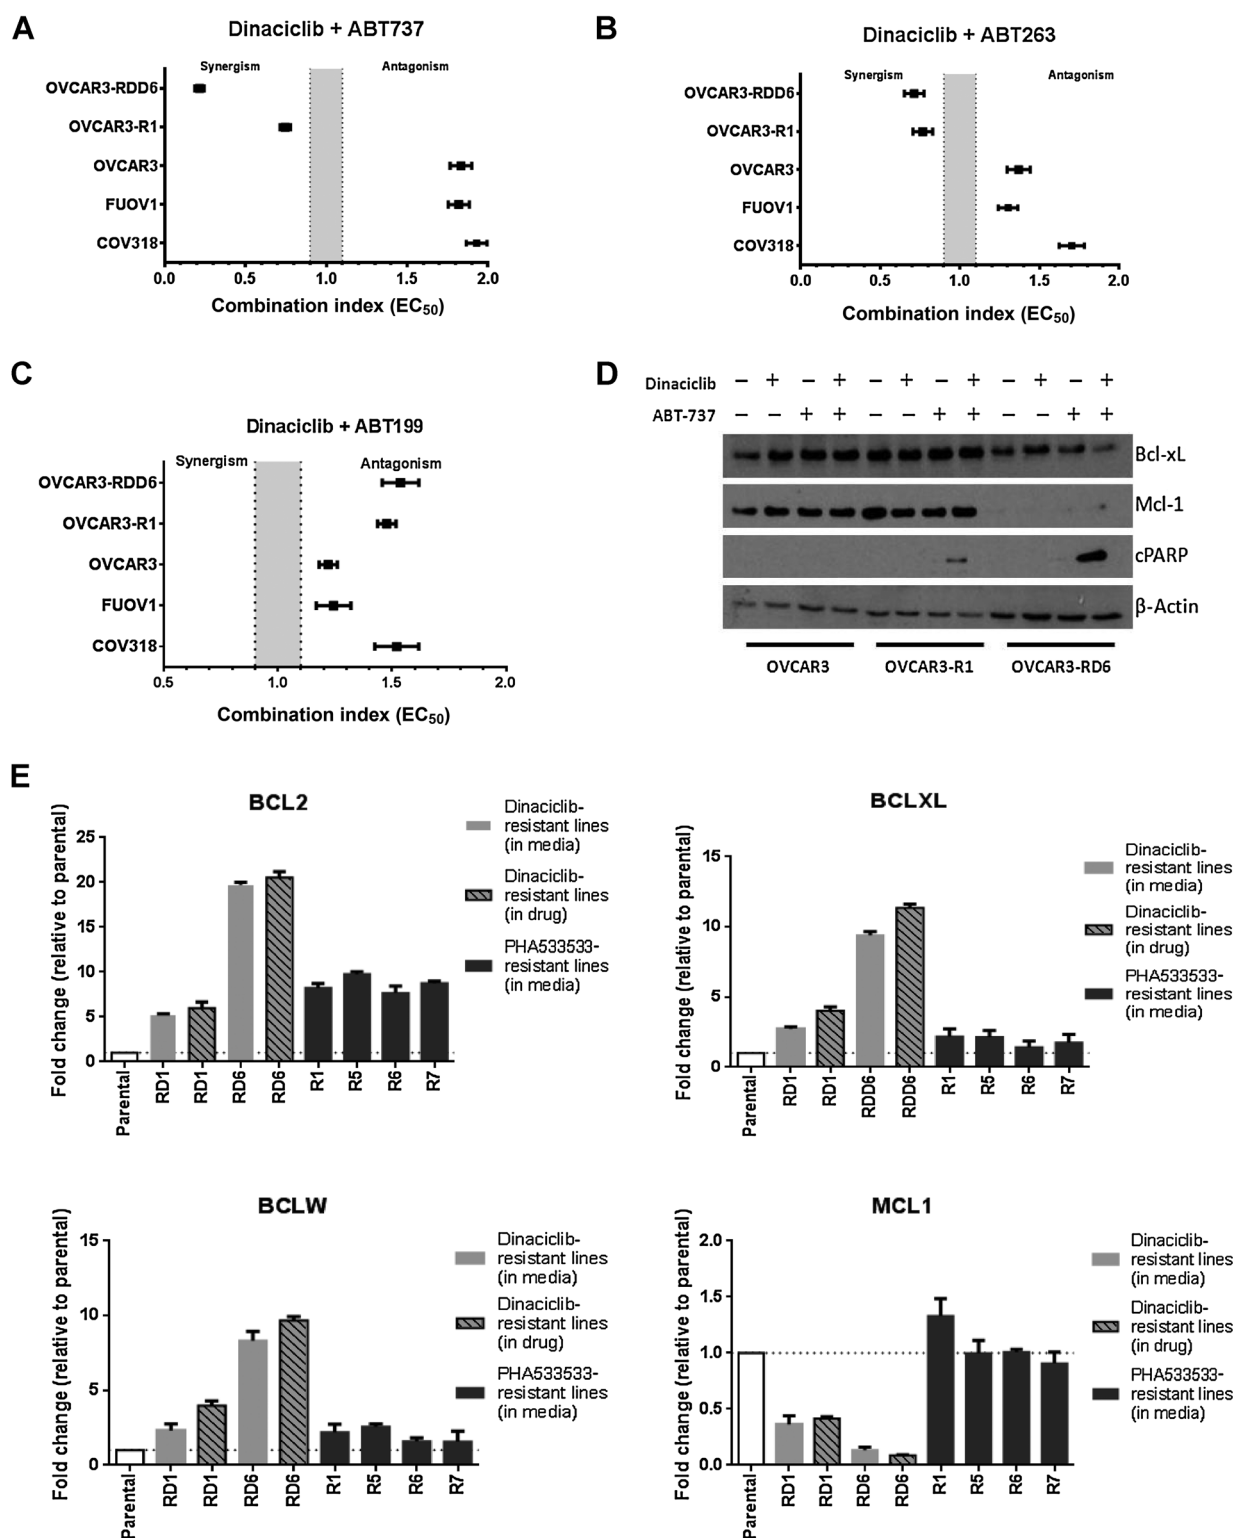 A
Dinaciclib + ABT737
Synergism
Antagonism
OVCAR3-RDD6
OVCAR3-R1
OVCAR3
FUOV1
COV318
0.0
0.5
1.0
1.5
2.0
Combination index (EC50)
B
Dinaciclib + ABT263
Synergism
Antagonism
OVCAR3-RDD6
OVCAR3-R1
OVCAR3
FUOV1
COV318
0.0
0.5
1.0
1.5
2.0
Combination index (EC50)
C
Dinaciclib + ABT199
Synergism
Antagonism
OVCAR3-RDD6
OVCAR3-R1
OVCAR3
FUOV1
COV318
0.5
1.0
1.5
2.0
Combination index (EC50)
D
Dinaciclib − + − + − + − + − + − +
ABT-737 − − + + − − + + − − + +
Bcl-xL
Mcl-1
cPARP
β-Actin
OVCAR3
OVCAR3-R1
OVCAR3-RD6
E
BCL2
Fold change (relative to parental)
25
20
15
10
5
0
Parental
RD1
RD1
RD6
RD6
R1
R5
R6
R7
Dinaciclib-
resistant lines
(in media)
Dinaciclib-
resistant lines
(in drug)
PHA533533-
resistant lines
(in media)
BCLXL
Fold change (relative to parental)
15
10
5
0
Parental
RD1
RD1
RDD6
RDD6
R1
R5
R6
R7
Dinaciclib-
resistant lines
(in media)
Dinaciclib-
resistant lines
(in drug)
PHA533533-
resistant lines
(in media)
BCLW
Fold change (relative to parental)
15
10
5
0
Parental
RD1
RD1
RD6
RD6
R1
R5
R6
R7
Dinaciclib-
resistant lines
(in media)
Dinaciclib-
resistant lines
(in drug)
PHA533533-
resistant lines
(in media)
MCL1
Fold change (relative to parental)
2.0
1.5
1.0
0.5
0.0
Parental
RD1
RD1
RD6
RD6
R1
R5
R6
R7
Dinaciclib-
resistant lines
(in media)
Dinaciclib-
resistant lines
(in drug)
PHA533533-
resistant lines
(in media)